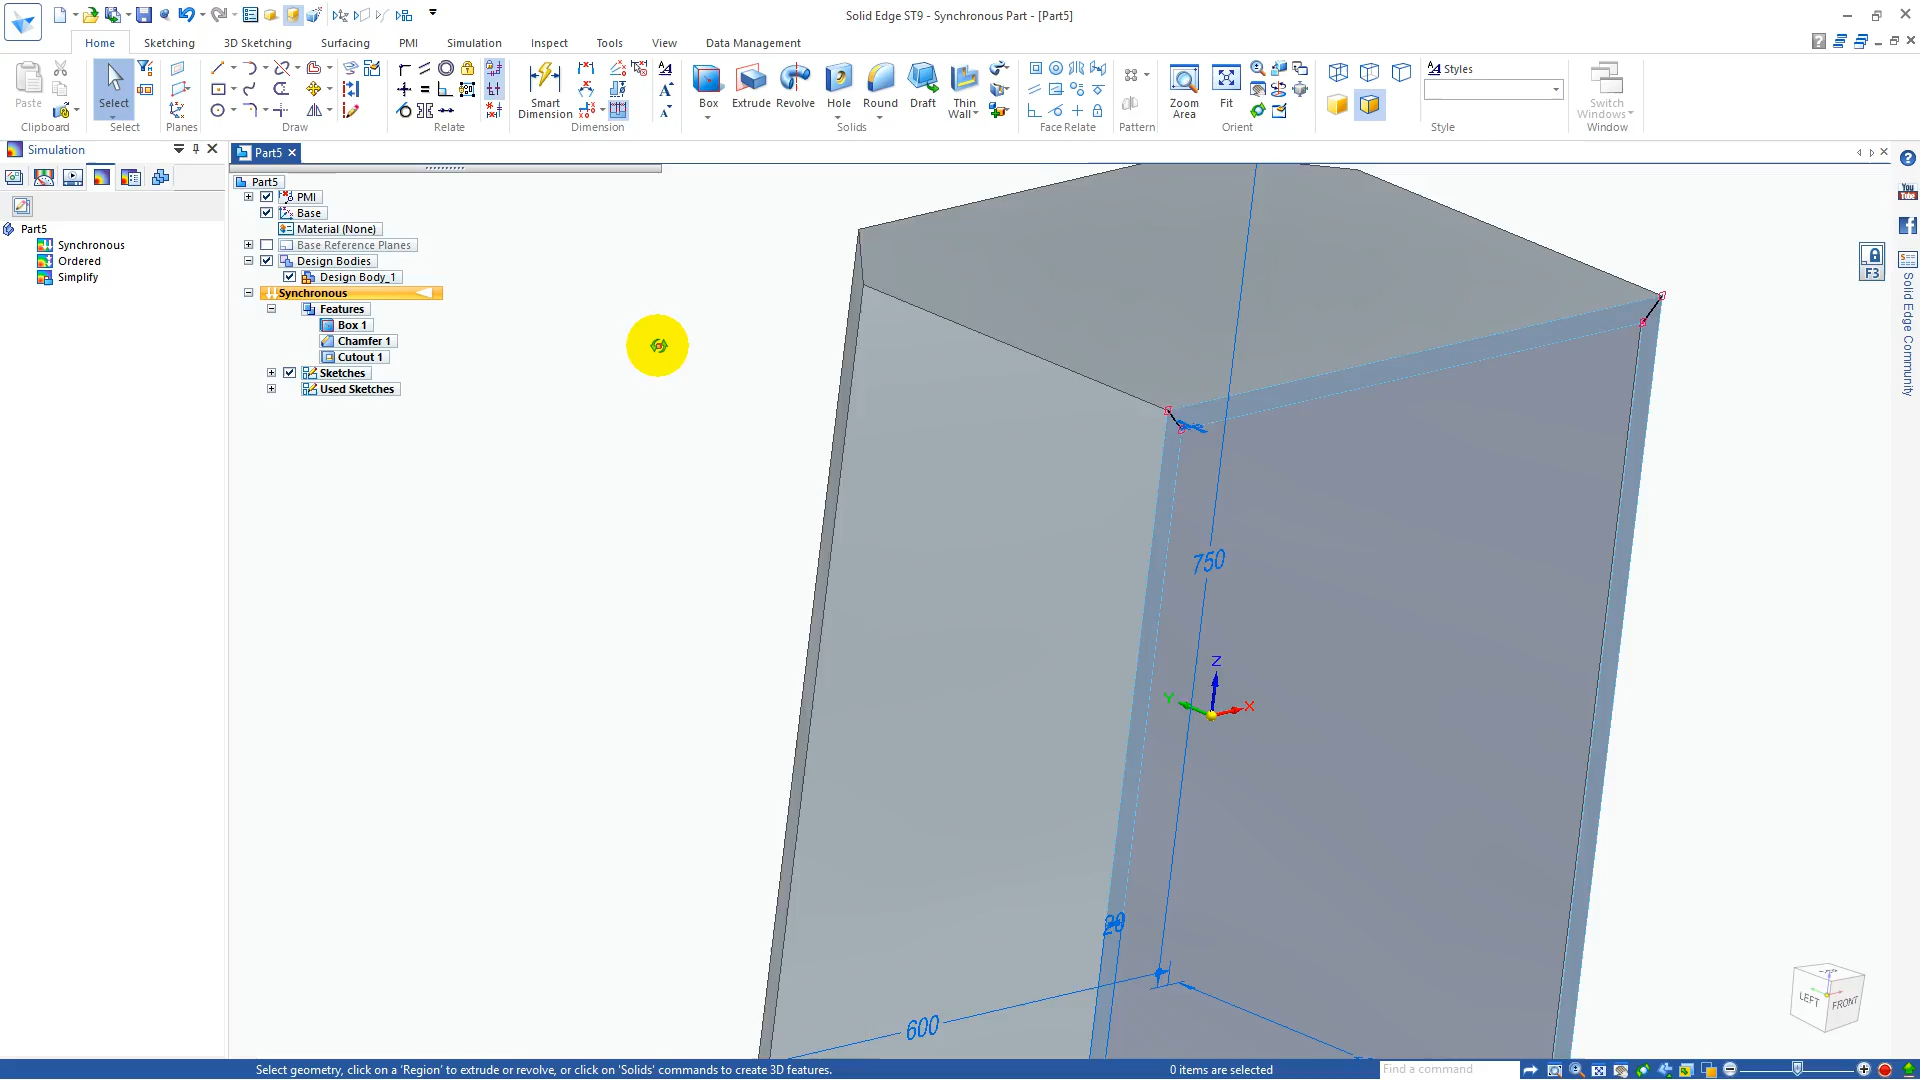 Solid Edge ST9 - Synchronous Part - [Part5]
Home
Sketching
3D Sketching
Surfacing
PMI
Simulation
Inspect
Tools
View
Data Management
Paste
Clipboard
Select
Select
Planes
Draw
Relate
Smart
Dimension
Dimension
Box
Extrude
Revolve
Hole
Round
Draft
Thin
Wall
Solids
Face Relate
Pattern
Zoom
Area
Fit
Orient
Styles
Style
Switch
Windows
Window
Simulation
Part5
Synchronous
Ordered
Simplify
Part5
Part5
PMI
Base
Material (None)
Base Reference Planes
Design Bodies
Design Body_1
Synchronous
Features
Box 1
Chamfer 1
Cutout 1
Sketches
Used Sketches
750
Z
Y
X
20
600
LEFT
FRONT
F3
You
Tube
Solid Edge Community
Select geometry, click on a 'Region' to extrude or revolve, or click on 'Solids' commands to create 3D features.
0 items are selected
Find a command